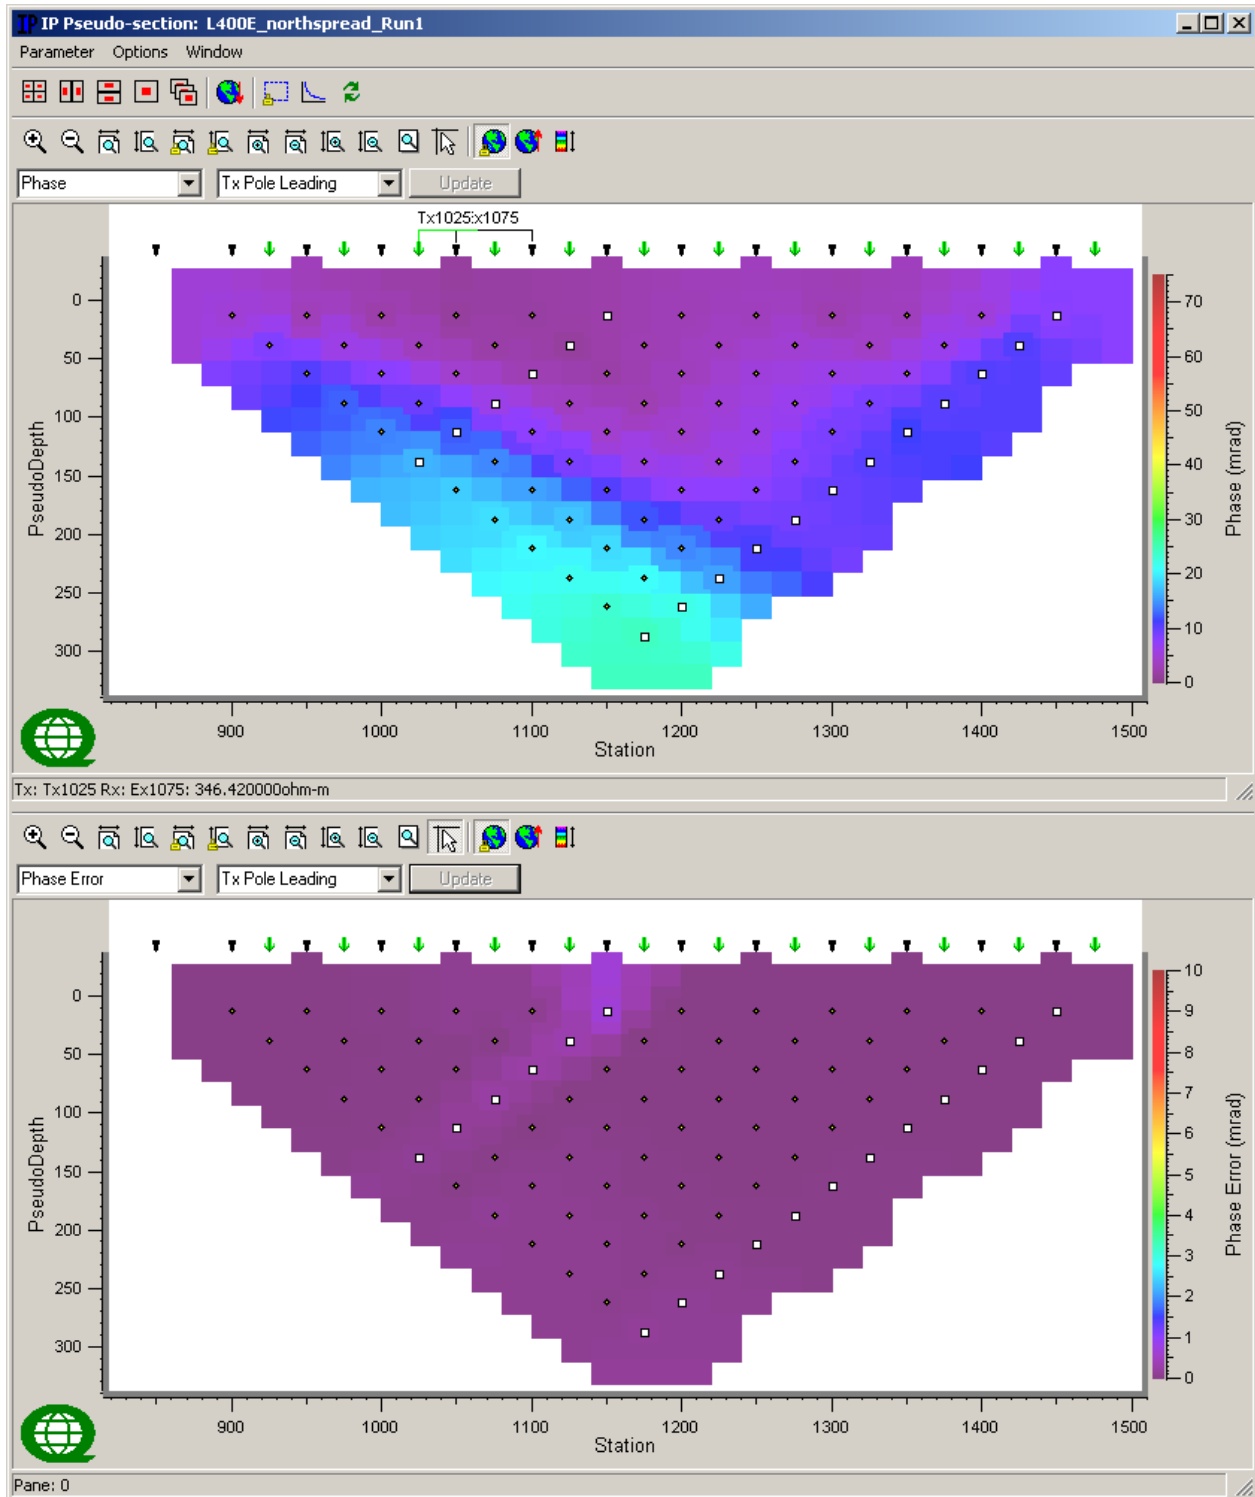 IP Pseudo-section: L400E_northspread_Run1
Parameter Options Window
Phase Tx Pole Leading Update
Tx1025:x1075
0
50
100
150
200
250
300
PseudoDepth
900 1000 1100 1200 1300 1400 1500
Station
70
60
50
40
30
20
10
0
Phase (mrad)
Tx: Tx1025 Rx: Ex1075: 346.420000ohm-m
Phase Error Tx Pole Leading Update
0
50
100
150
200
250
300
PseudoDepth
900 1000 1100 1200 1300 1400 1500
Station
10
9
8
7
6
5
4
3
2
1
0
Phase Error (mrad)
Pane: 0